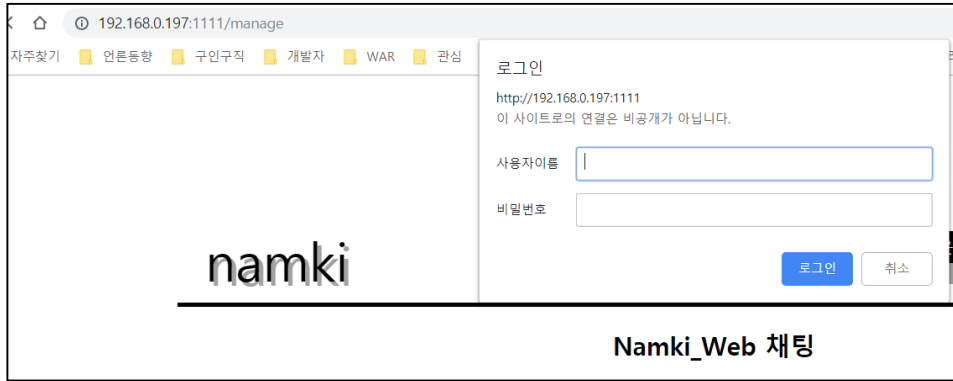 192.168.0.197:1111/manage
자주찾기 언론동향 구인구직 개발자 WAR 관심
로그인
http://192.168.0.197:1111
이 사이트로의 연결은 비공개가 아닙니다.
사용자이름
비밀번호
로그인 취소
namki
Namki_Web 채팅